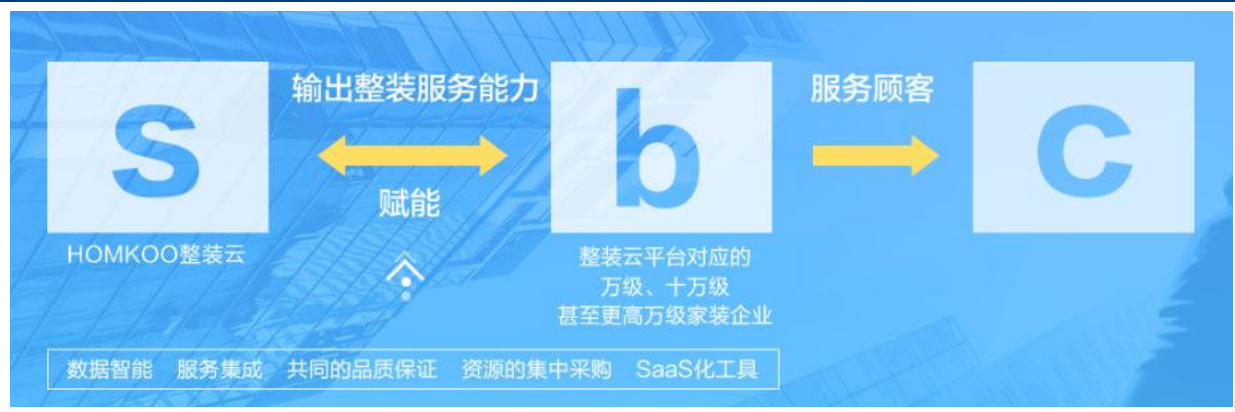 s
输出整装服务能力
赋能
b
服务顾客
c
HOMKOO整装云
整装云平台对应的
万级、十万级
甚至更高万级家装企业
数据智能 服务集成 共同的品质保证 资源的集中采购 SaaS化工具